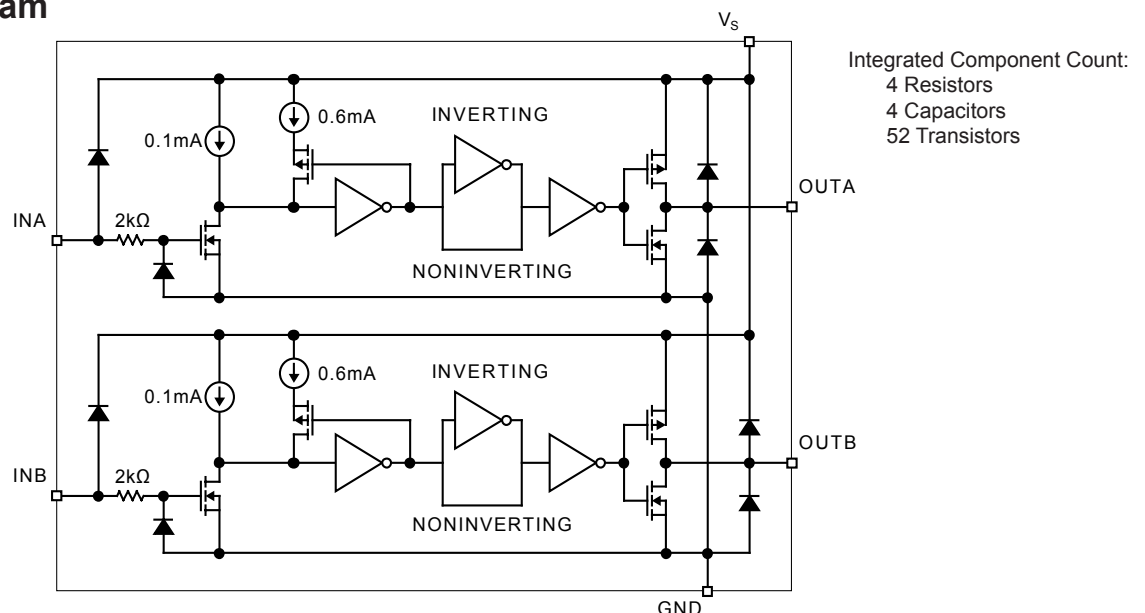 am
V_S
Integrated Component Count:
4 Resistors
4 Capacitors
52 Transistors
0.1mA
0.6mA
INVERTING
OUTA
INA
2kΩ
NONINVERTING
0.1mA
0.6mA
INVERTING
OUTB
INB
2kΩ
NONINVERTING
GND